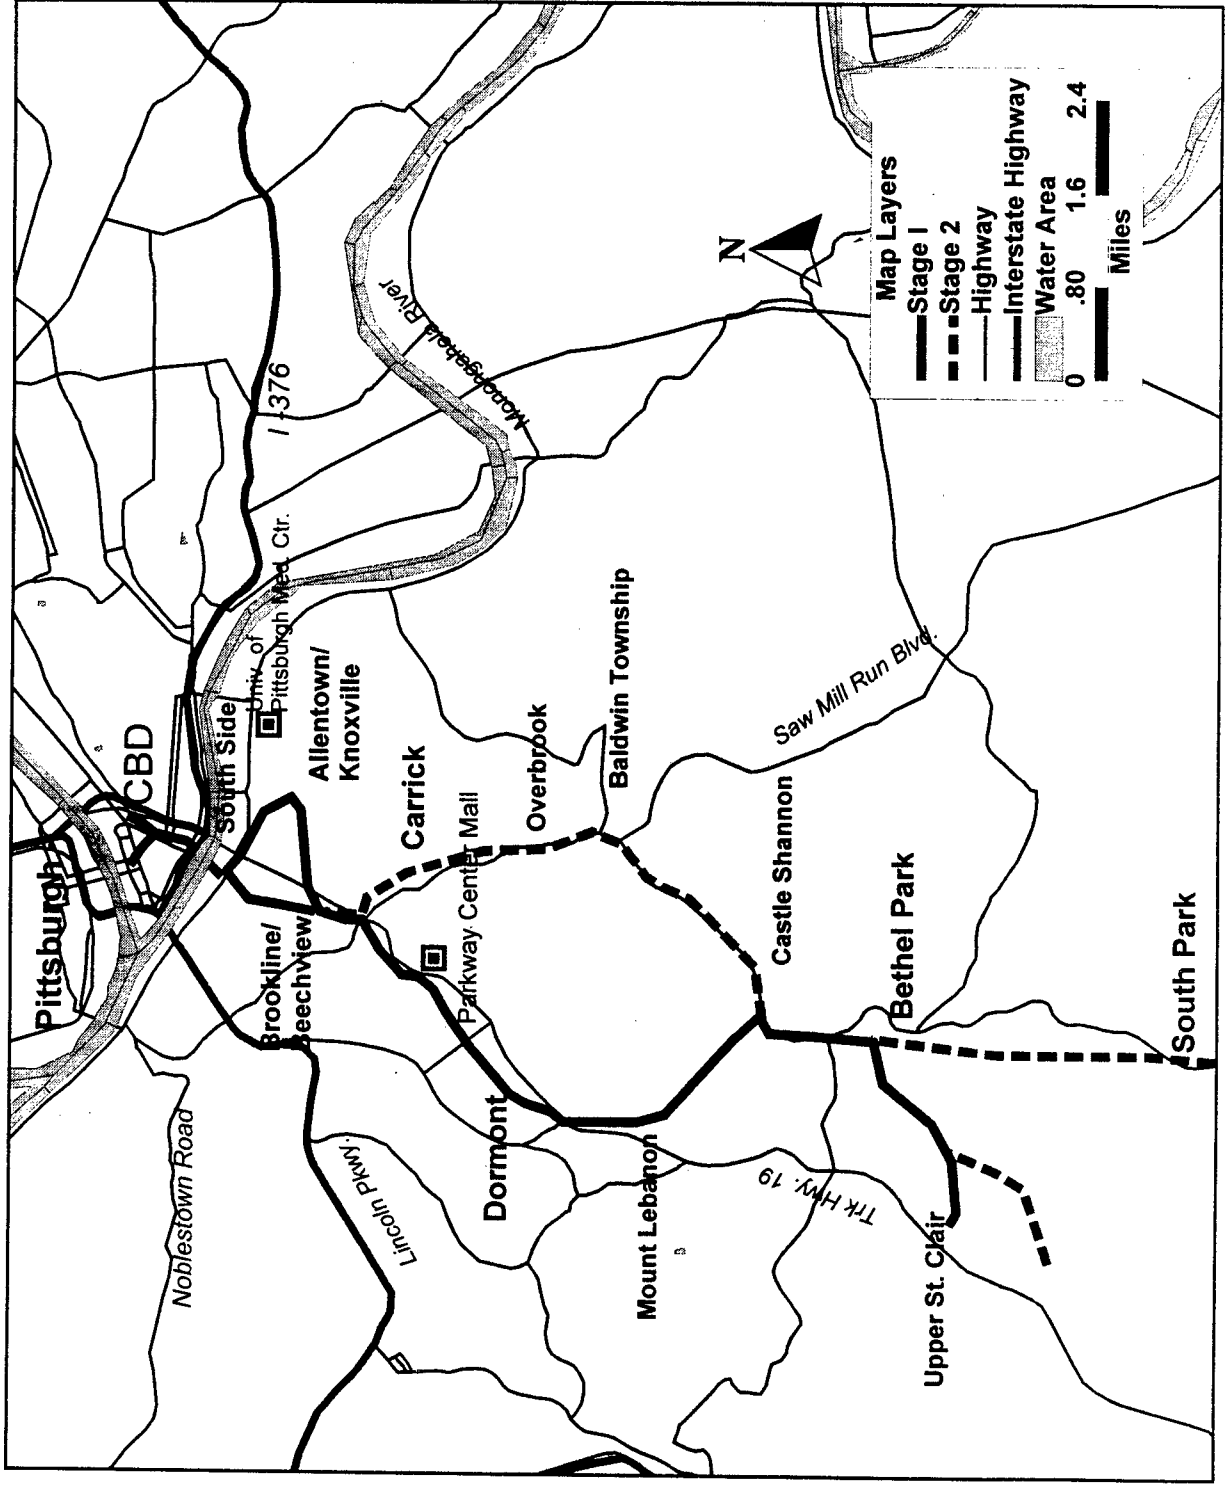 Pittsburgh
CBD
South Side
Univ. of
Pittsburgh Med. Ctr.
I-376
Monongahela River
Noblestown Road
Brookline/
Beechview
Allentown/
Knoxville
Lincoln Pkwy.
Carrick
Parkway Center Mall
Dormont
Overbrook
Baldwin Township
Mount Lebanon
Castle Shannon
Saw Mill Run Blvd.
Trk Hwy. 19
Bethel Park
Upper St. Clair
South Park
N
Map Layers
Stage I
Stage 2
Highway
Interstate Highway
Water Area
0 .80 1.6 2.4
Miles